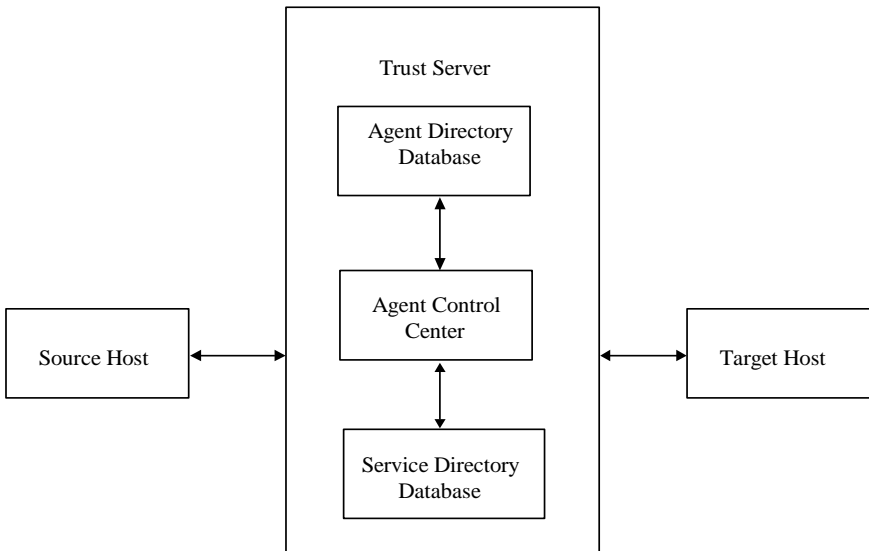 Trust Server
Agent Directory
Database
Agent Control
Center
Source Host
Target Host
Service Directory
Database